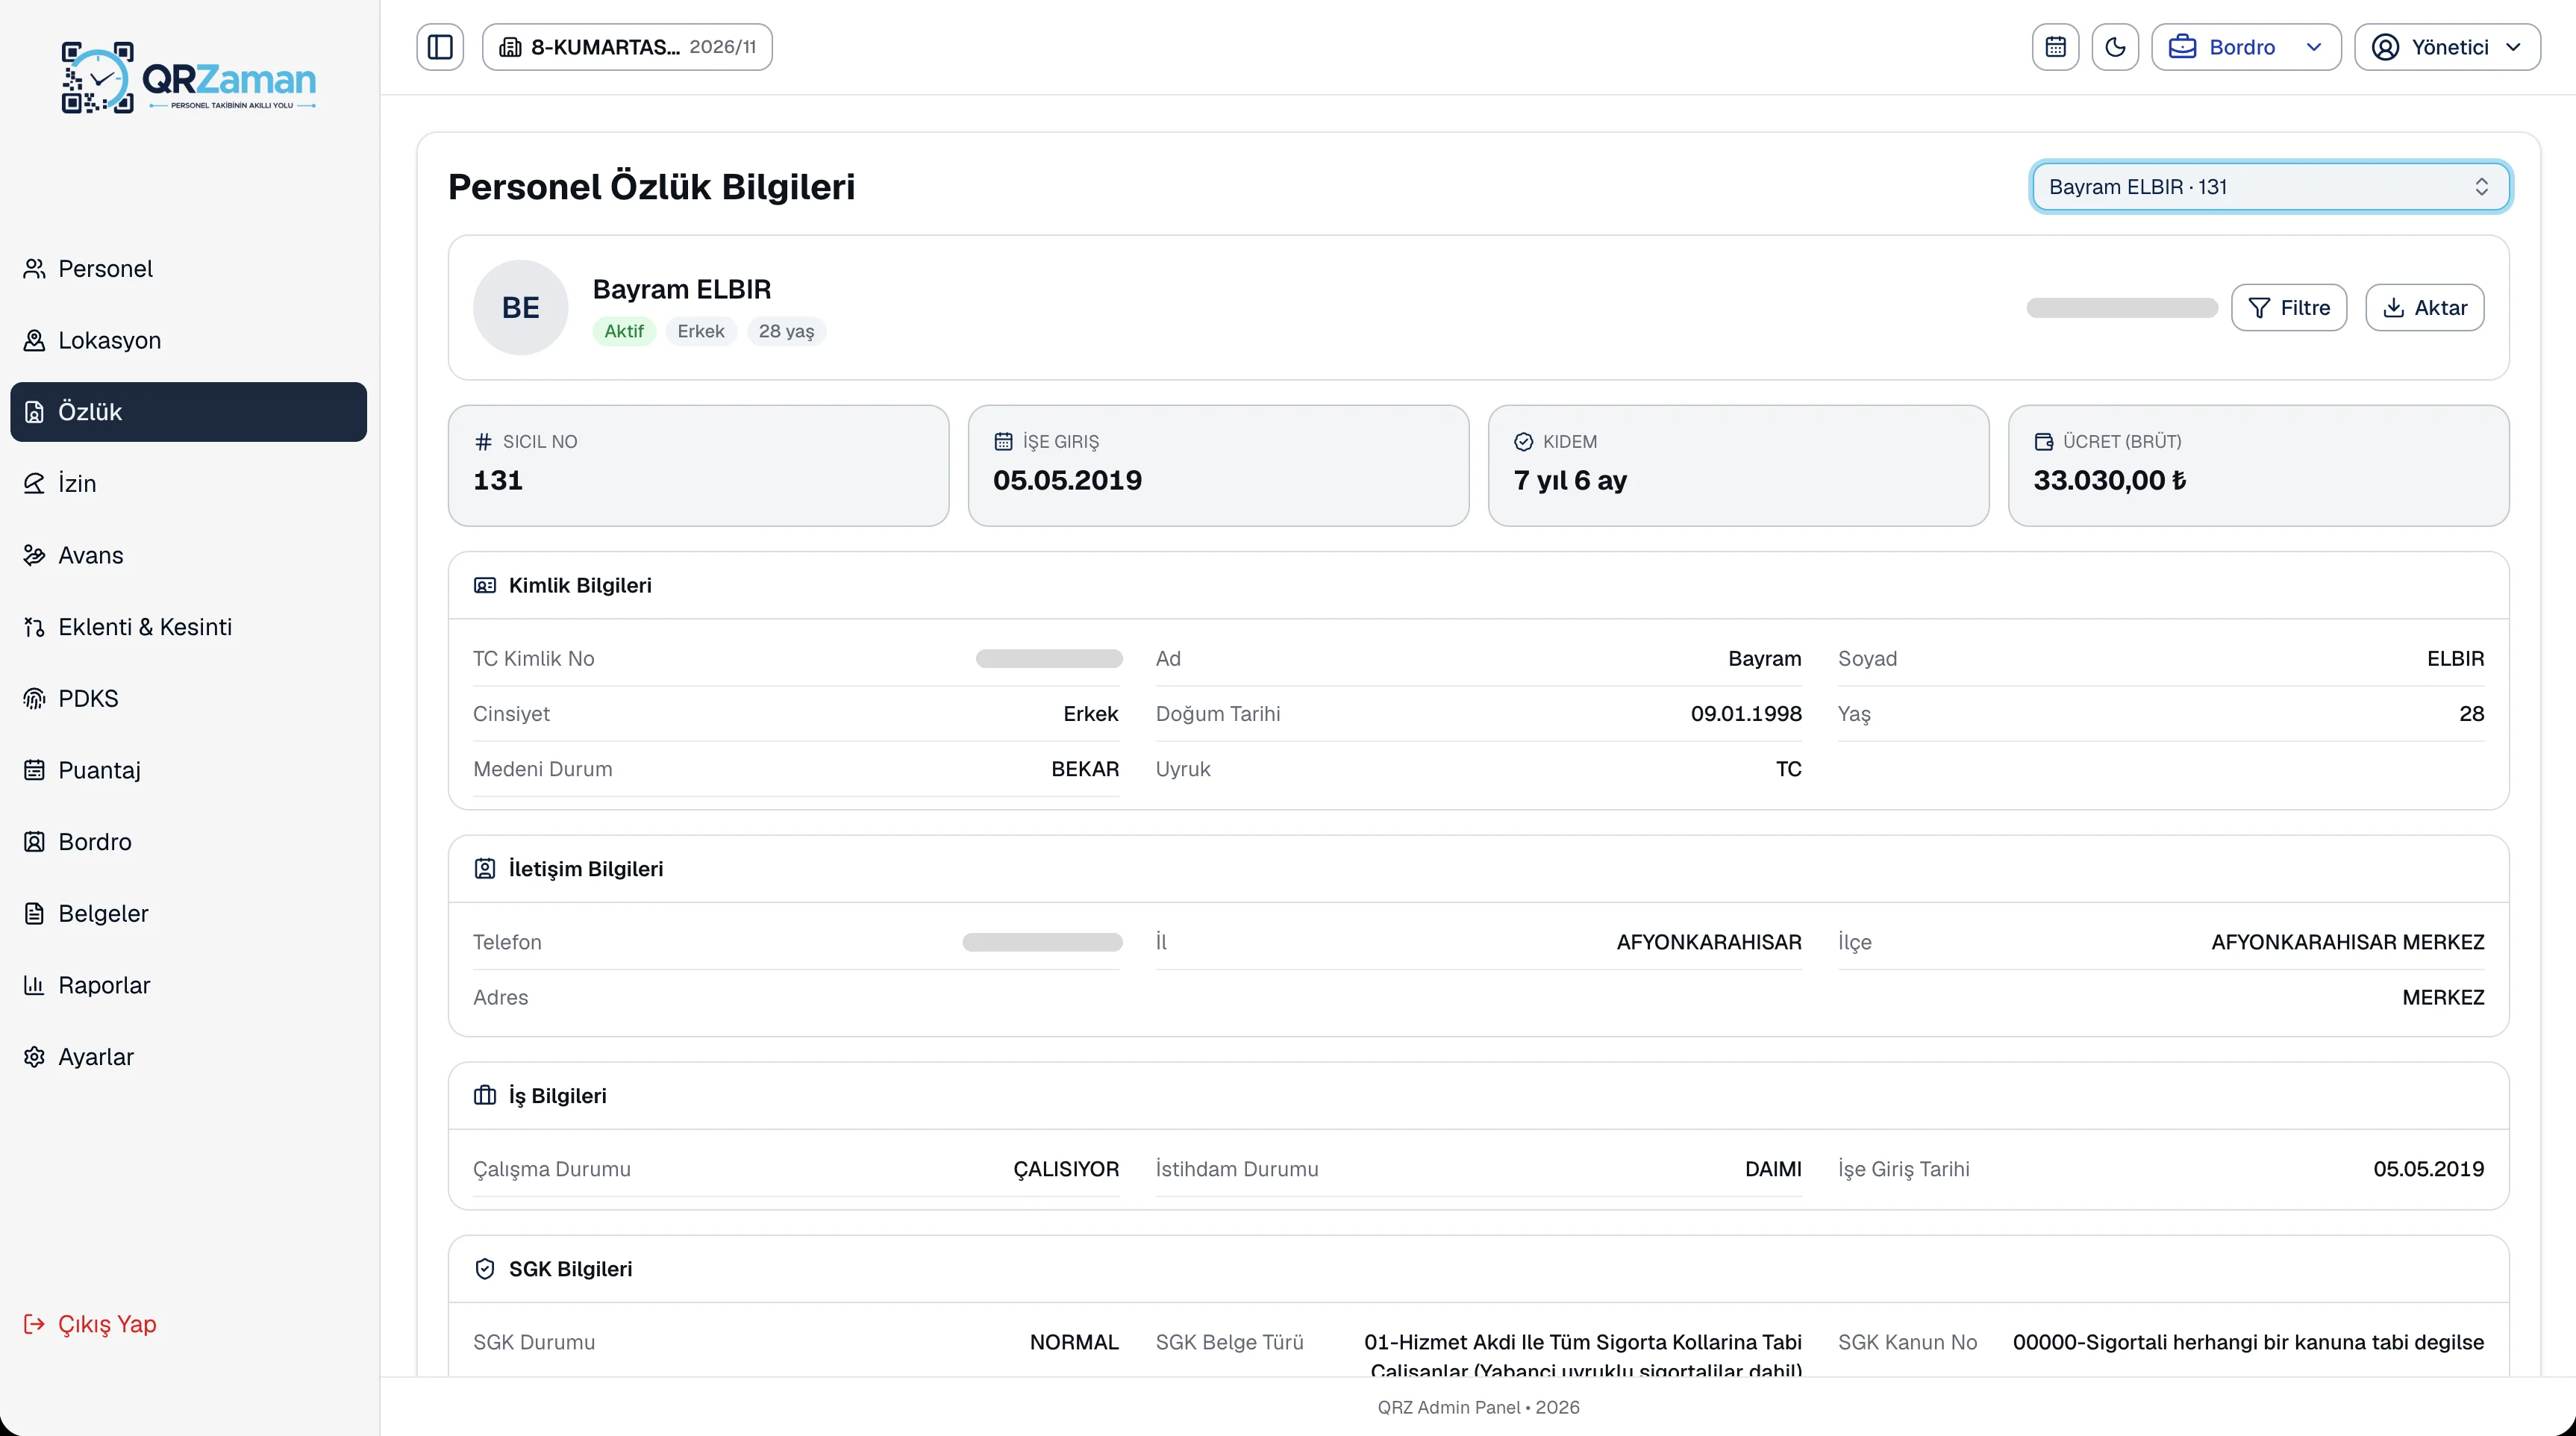 QRZaman
PERSONEL TAKİBİNİN AKILLI YOLU
8-KUMARTAS... 2026/11
Bordro
Yönetici
Personel
Lokasyon
Özlük
İzin
Avans
Eklenti & Kesinti
PDKS
Puantaj
Bordro
Belgeler
Raporlar
Ayarlar
Çıkış Yap
Personel Özlük Bilgileri
Bayram ELBIR · 131
BE
Bayram ELBIR
Aktif Erkek 28 yaş
Filtre Aktar
SICIL NO
131
İŞE GIRIŞ
05.05.2019
KIDEM
7 yıl 6 ay
ÜCRET (BRÜT)
33.030,00 ₺
Kimlik Bilgileri
TC Kimlik No Ad Bayram Soyad ELBIR
Cinsiyet Erkek Doğum Tarihi 09.01.1998 Yaş 28
Medeni Durum BEKAR Uyruk TC
İletişim Bilgileri
Telefon İl AFYONKARAHISAR İlçe AFYONKARAHISAR MERKEZ
Adres MERKEZ
İş Bilgileri
Çalışma Durumu ÇALISIYOR İstihdam Durumu DAIMI İşe Giriş Tarihi 05.05.2019
SGK Bilgileri
SGK Durumu NORMAL SGK Belge Türü 01-Hizmet Akdi Ile Tüm Sigorta Kollarina Tabi SGK Kanun No 00000-Sigortali herhangi bir kanuna tabi degilse
Calisanlar (Yabanci uyruklu sigortalilar dahil)
QRZ Admin Panel • 2026